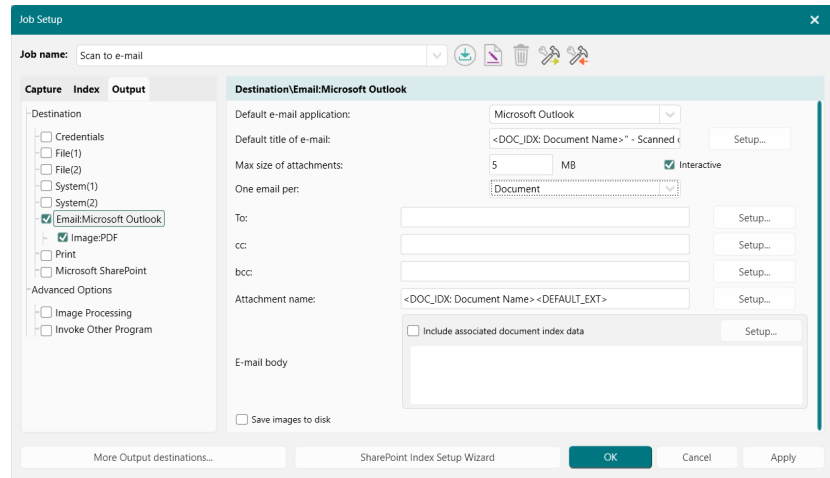 Job Setup
Job name: Scan to e-mail
Capture Index Output
Destination
Credentials
File(1)
File(2)
System(1)
System(2)
Email:Microsoft Outlook
Image:PDF
Print
Microsoft SharePoint
Advanced Options
Image Processing
Invoke Other Program
Destination\Email:Microsoft Outlook
Default e-mail application: Microsoft Outlook
Default title of e-mail: <DOC_IDX: Document Name>" - Scanned Setup...
Max size of attachments: 5 MB Interactive
One email per: Document
To: Setup...
cc: Setup...
bcc: Setup...
Attachment name: <DOC_IDX: Document Name><DEFAULT_EXT> Setup...
Include associated document index data Setup...
E-mail body
Save images to disk
More Output destinations... SharePoint Index Setup Wizard OK Cancel Apply